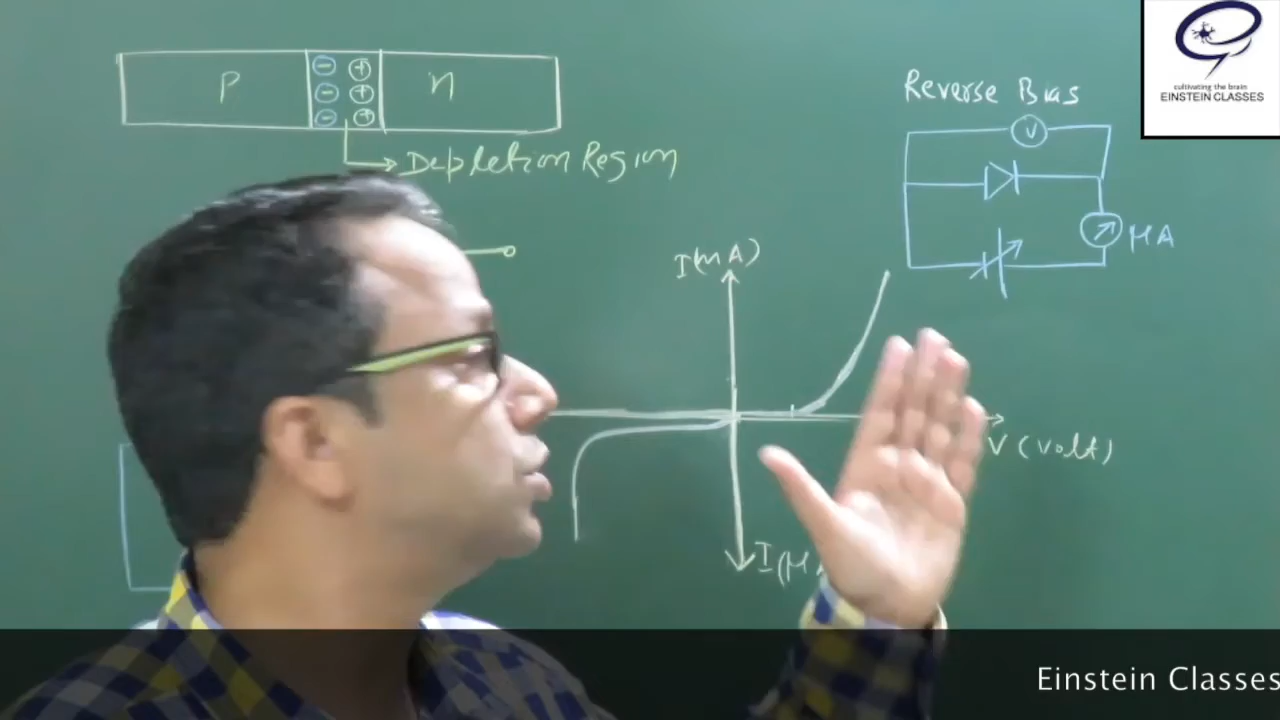 cultivating the brain
EINSTEIN CLASSES
Reverse Bias
P
- +
n
- +
- +
Depletion Region
V
μA
I(mA)
V (Volt)
I(μ
Einstein Classes